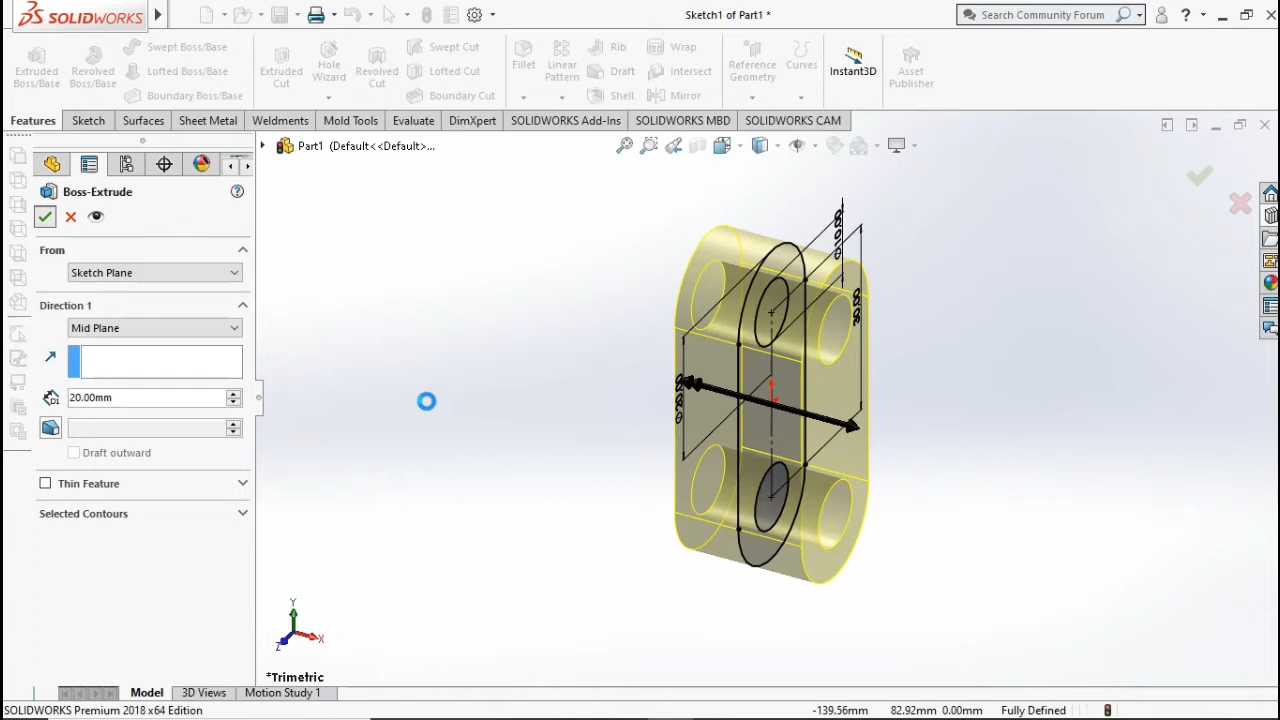 SOLIDWORKS
Sketch1 of Part1 *
Search Community Forum
?
Extruded Boss/Base
Revolved Boss/Base
Swept Boss/Base
Lofted Boss/Base
Boundary Boss/Base
Extruded Cut
Hole Wizard
Revolved Cut
Swept Cut
Lofted Cut
Boundary Cut
Fillet
Linear Pattern
Rib
Draft
Shell
Wrap
Intersect
Mirror
Reference Geometry
Curves
Instant3D
Asset Publisher
Features
Sketch
Surfaces
Sheet Metal
Weldments
Mold Tools
Evaluate
DimXpert
SOLIDWORKS Add-Ins
SOLIDWORKS MBD
SOLIDWORKS CAM
Part1 (Default<<Default>...
Boss-Extrude
?
From
Sketch Plane
Direction 1
Mid Plane
D1
20.00mm
Draft outward
Thin Feature
Selected Contours
Y
X
Z
*Trimetric
Model
3D Views
Motion Study 1
SOLIDWORKS Premium 2018 x64 Edition
-139.56mm
82.92mm 0.00mm
Fully Defined